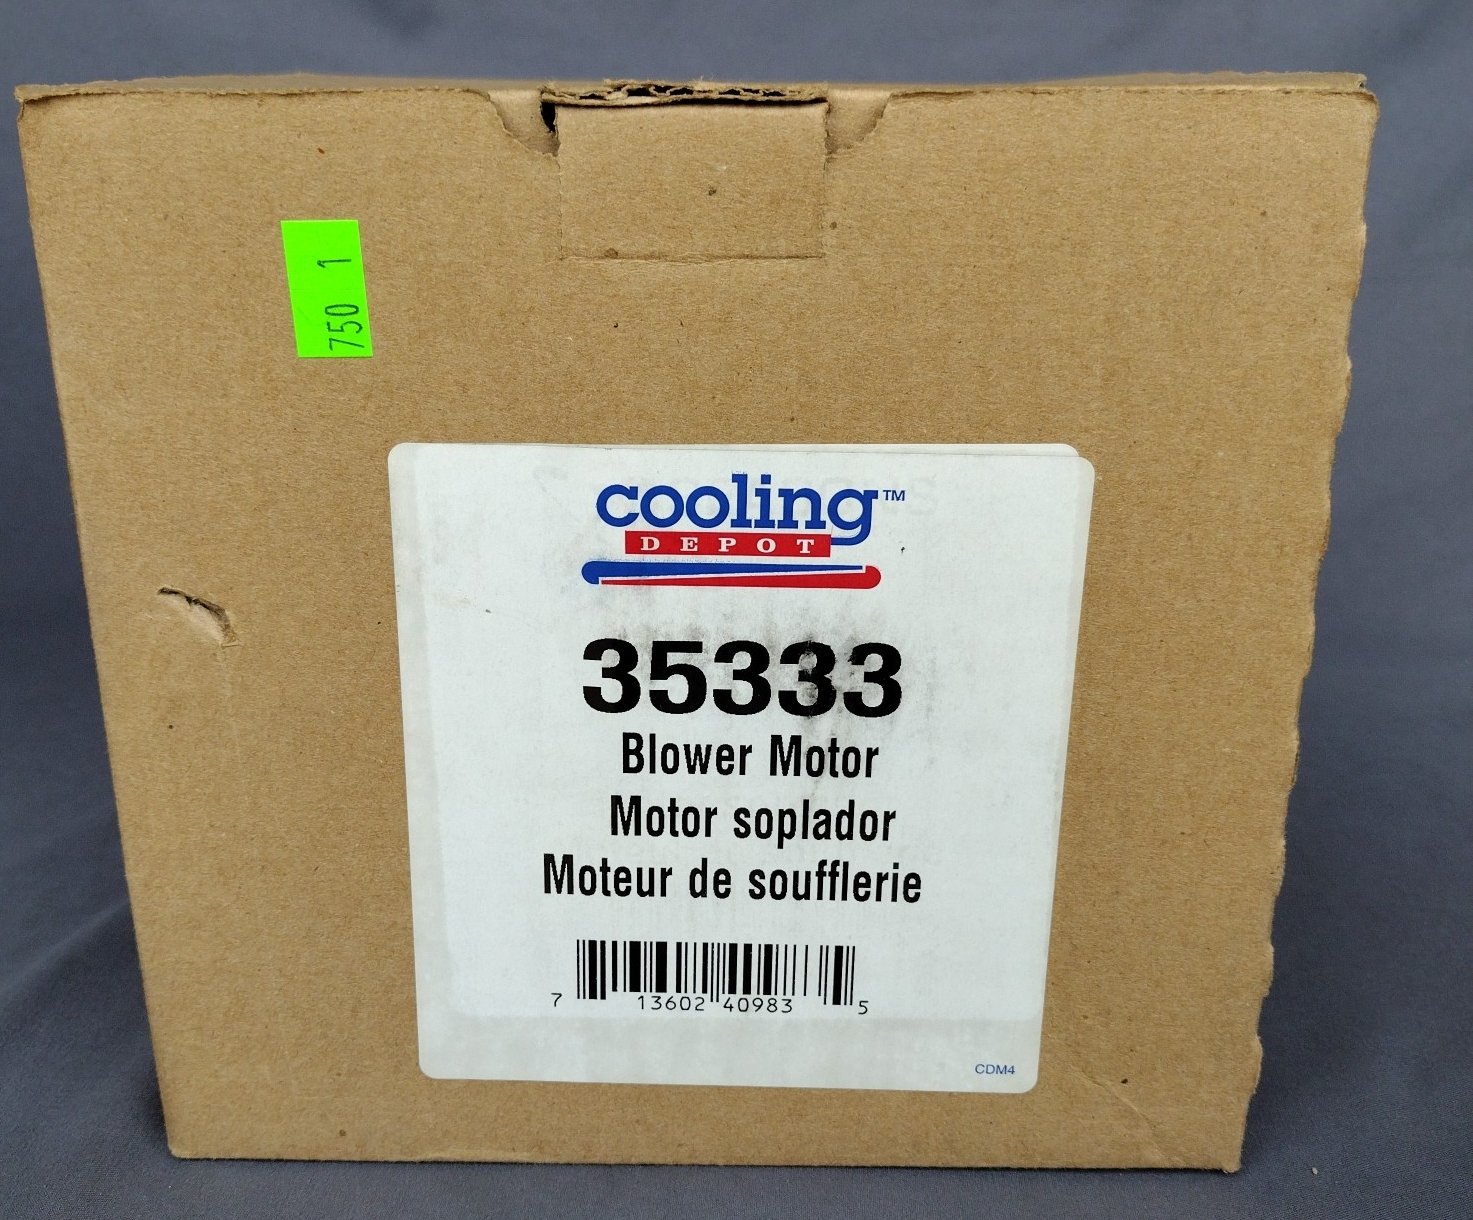 750 1
cooling™
DEPOT
35333
Blower Motor
Motor soplador
Moteur de soufflerie
7 13602 40983 5
CDM4